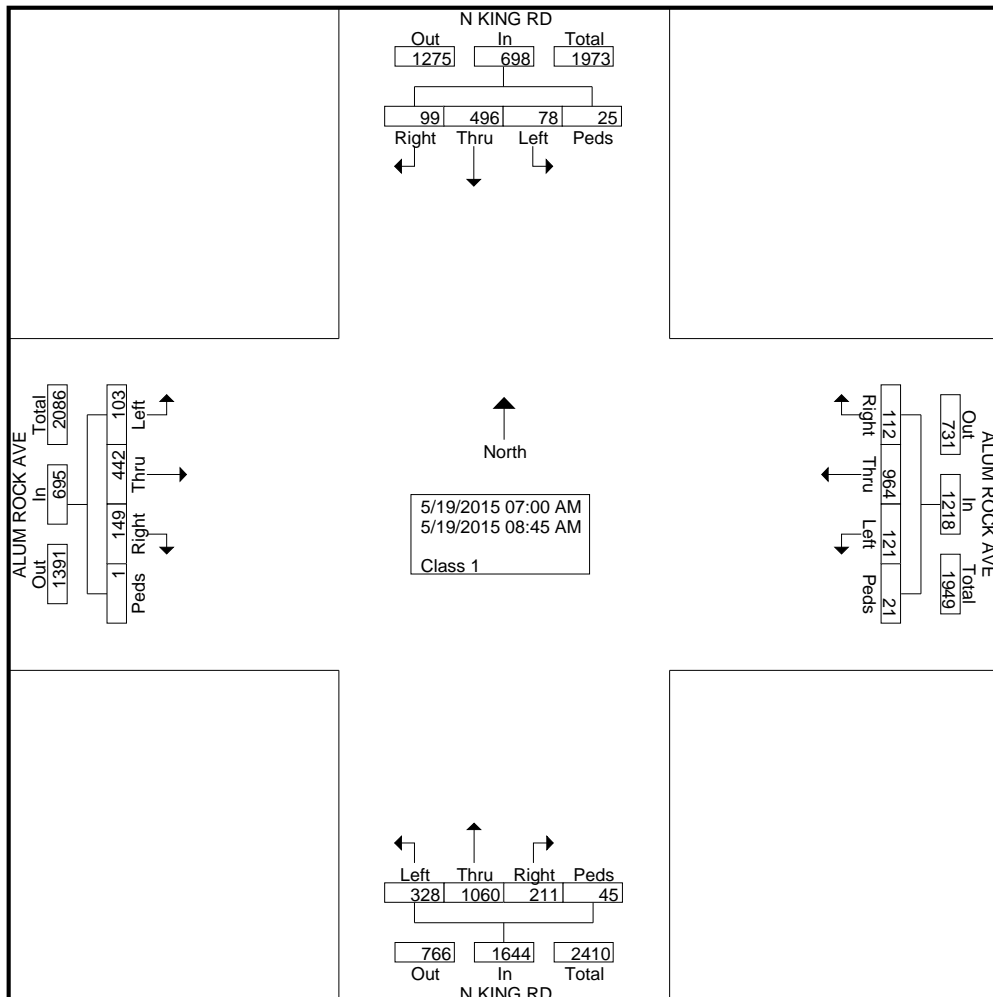 N KING RD
Out In Total
1275 698 1973
99 496 78 25
Right Thru Left Peds
ALUM ROCK AVE
Total In Out
2086 695 1391
103 442 149 1
Left Thru Right Peds
North
5/19/2015 07:00 AM
5/19/2015 08:45 AM
Class 1
Right Thru Left Peds
112 964 121 21
Out In Total
731 1218 1949
ALUM ROCK AVE
Left Thru Right Peds
328 1060 211 45
766 1644 2410
Out In Total
N KING RD